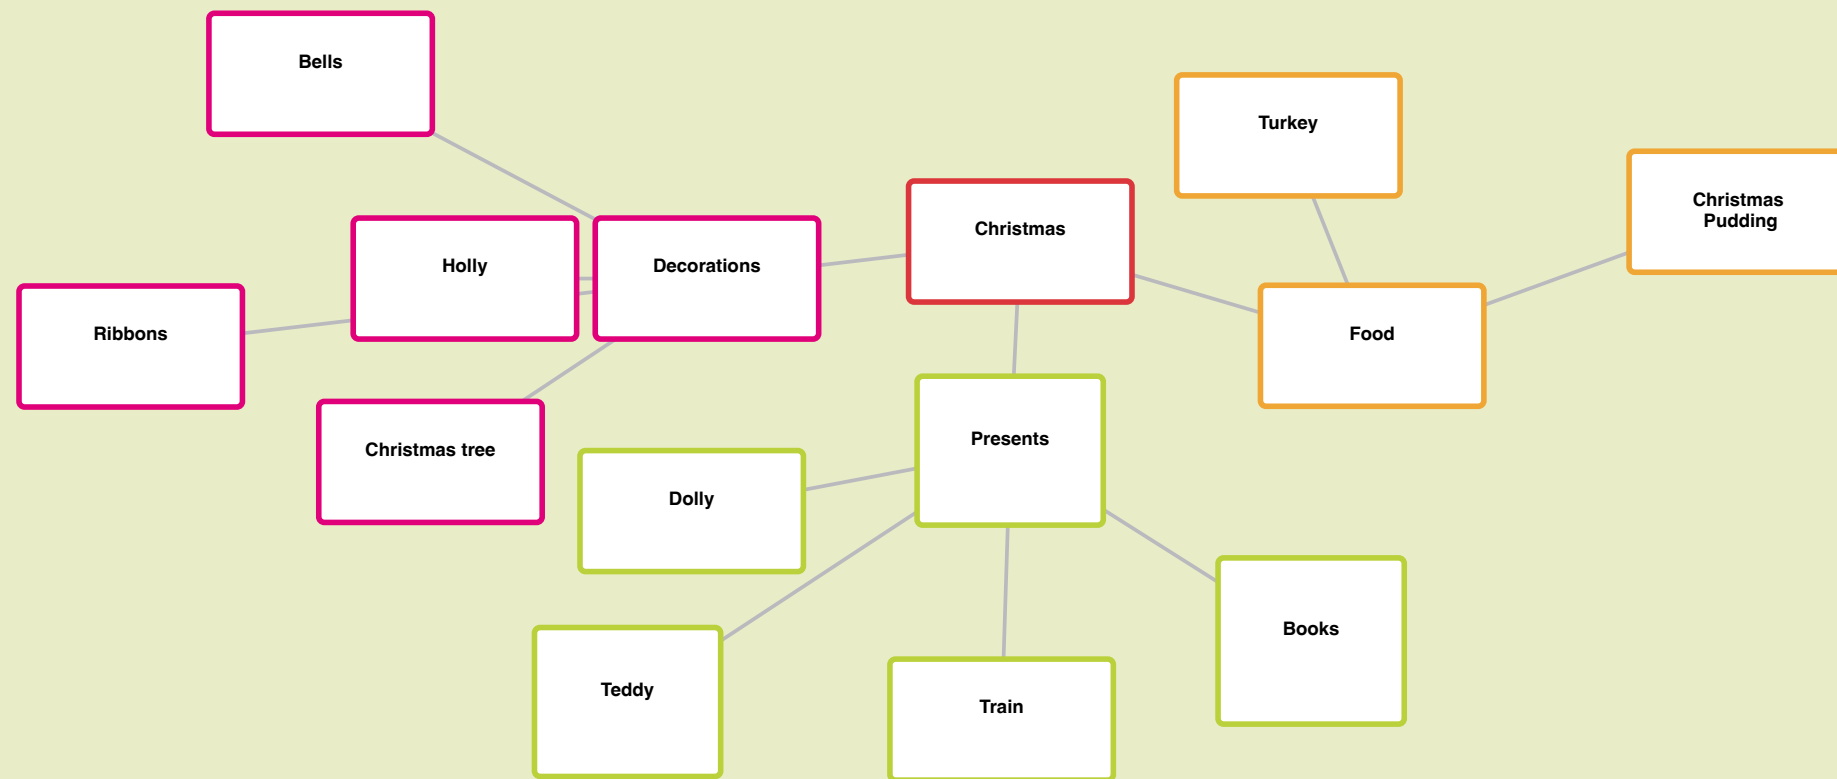 Bells
Turkey
Christmas
Pudding
Christmas
Holly
Decorations
Ribbons
Food
Presents
Christmas tree
Dolly
Books
Teddy
Train